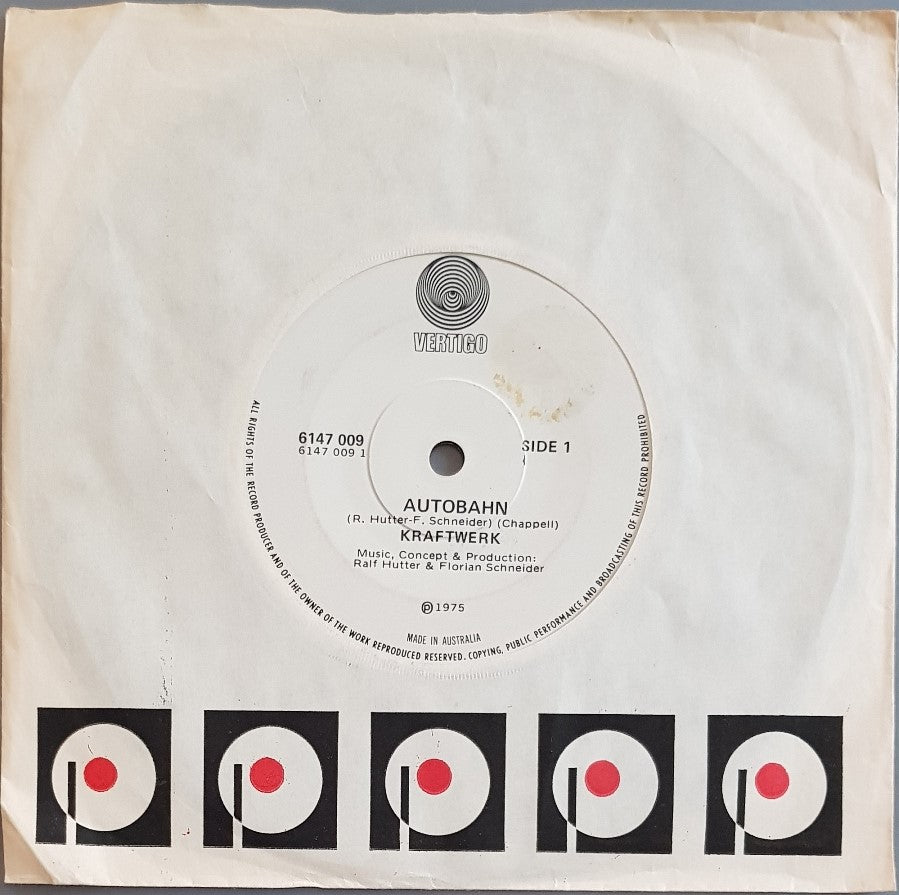 VERTIGO
6147 009
6147 009 1
SIDE 1
AUTOBAHN
(R. Hutter-F. Schneider) (Chappell)
KRAFTWERK
Music, Concept & Production:
Ralf Hutter & Florian Schneider
℗ 1975
MADE IN AUSTRALIA
ALL RIGHTS OF THE RECORD PRODUCER AND OF THE OWNER OF THE WORK REPRODUCED RESERVED. COPYING, PUBLIC PERFORMANCE AND BROADCASTING OF THIS RECORD PROHIBITED